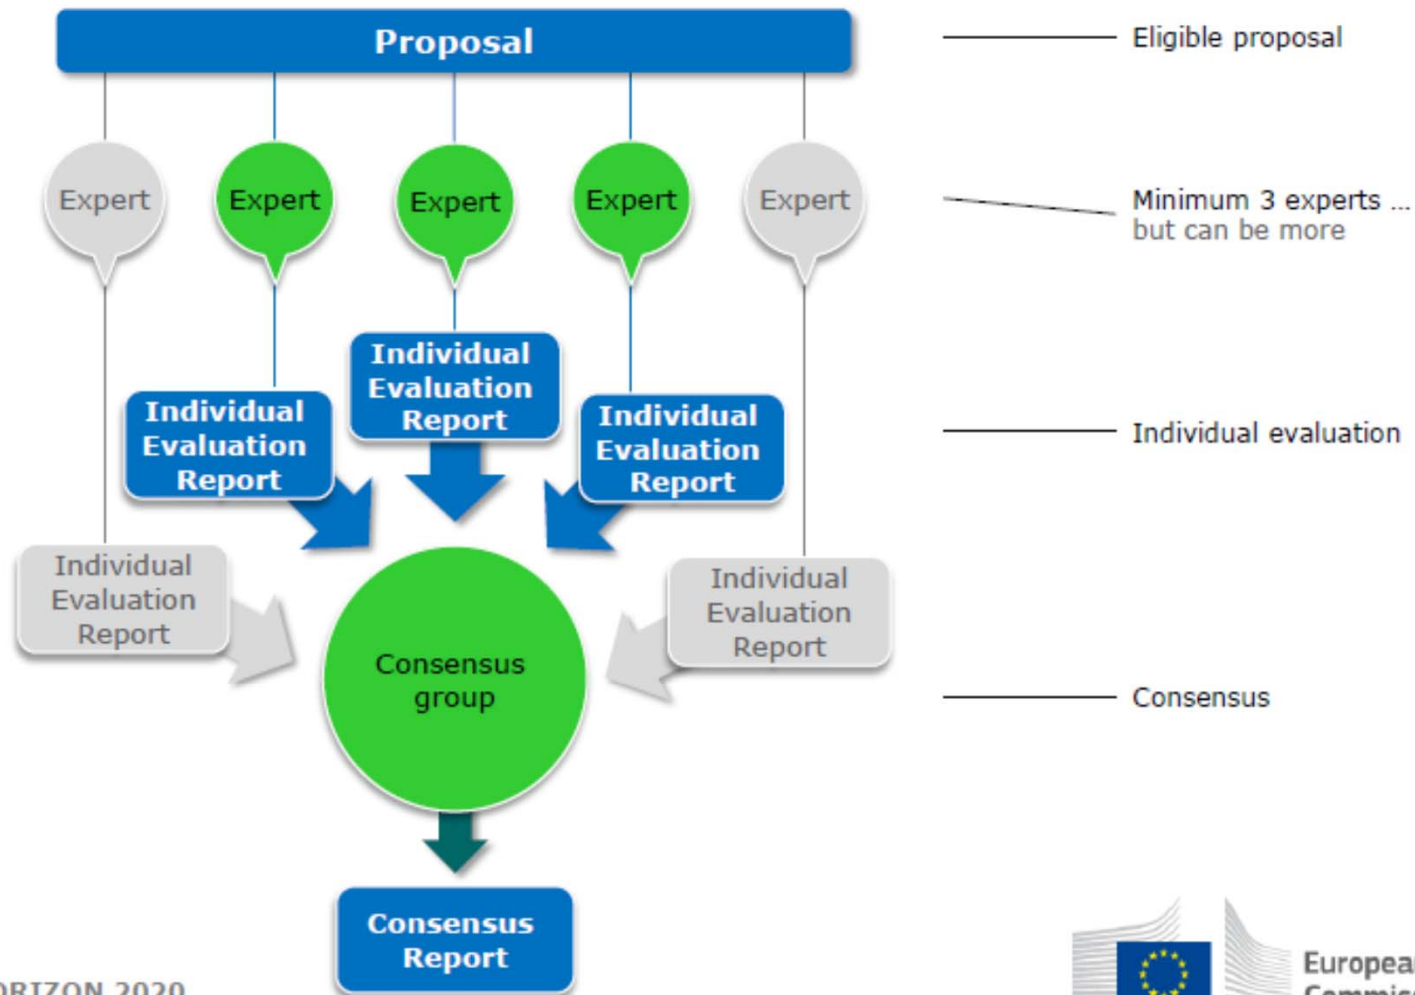 Proposal
Eligible proposal
Expert
Expert
Expert
Expert
Expert
Minimum 3 experts ...
but can be more
Individual
Evaluation
Report
Individual
Evaluation
Report
Individual
Evaluation
Report
Individual evaluation
Individual
Evaluation
Report
Individual
Evaluation
Report
Consensus
group
Consensus
Consensus
Report
2020